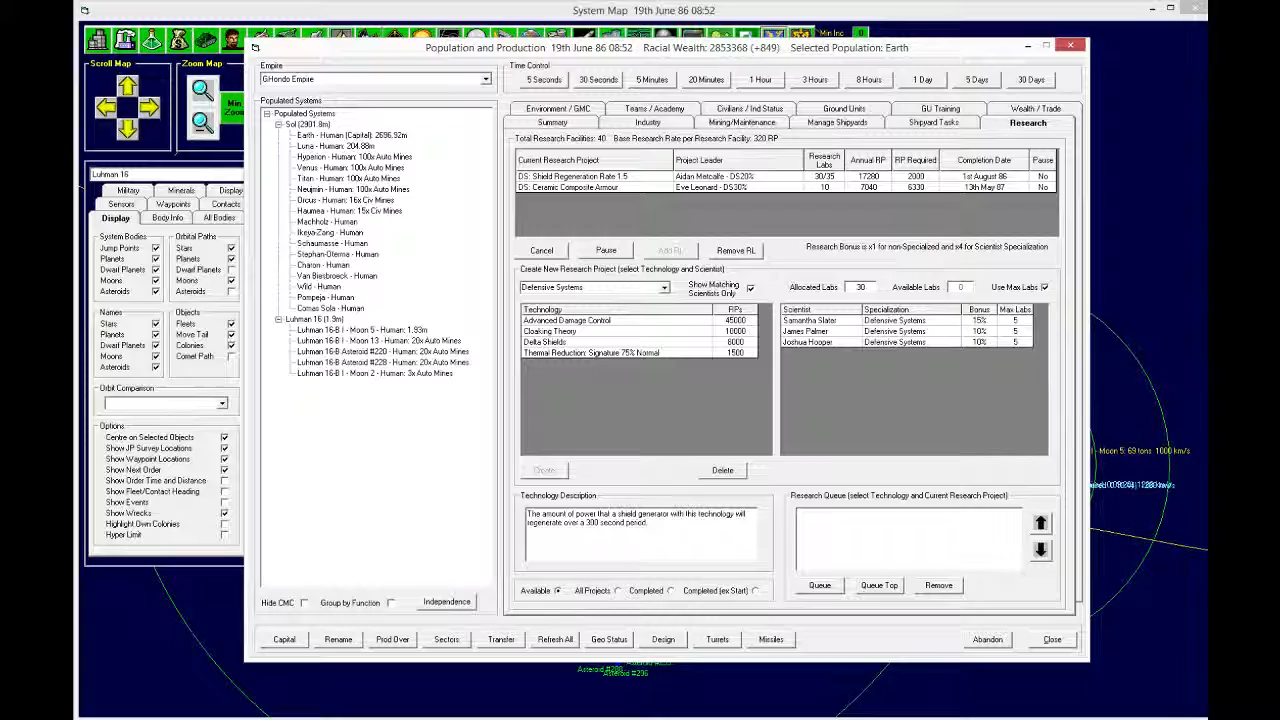 System Map 19th June 86 08:52
Population and Production 19th June 86 08:52 Racial Wealth: 2853368 (+849) Selected Population: Earth
Min Inc
Scroll Map
Zoom Map
Min
Zoom
Luhman 16
Military Minerals Display
Sensors Waypoints Contacts
Display Body Info All Bodies
System Bodies
Jump Points
Planets
Dwarf Planets
Moons
Asteroids
Orbital Paths
Stars
Planets
Dwarf Planets
Moons
Asteroids
Names
Stars
Planets
Dwarf Planets
Moons
Asteroids
Objects
Fleets
Move Tail
Colonies
Comet Path
Orbit Comparison
Options
Centre on Selected Objects
Show JP Survey Locations
Show Waypoint Locations
Show Next Order
Show Order Time and Distance
Show Fleet/Contact Heading
Show Events
Show Wrecks
Highlight Own Colonies
Hyper Limit
Empire
GHondo Empire
Populated Systems
Populated Systems
Sol (2901.8m)
Earth - Human (Capital): 2696.92m
Luna - Human: 204.88m
Hyperion - Human: 100x Auto Mines
Venus - Human: 100x Auto Mines
Titan - Human: 100x Auto Mines
Neujmin - Human: 100x Auto Mines
Orcus - Human: 16x Civ Mines
Haumea - Human: 15x Civ Mines
Machholz - Human
Ikeya-Zang - Human
Schaumasse - Human
Stephan-Oterma - Human
Charon - Human
Van Biesbroeck - Human
Wild - Human
Pompeja - Human
Comas Sola - Human
Luhman 16 (1.9m)
Luhman 16-B I - Moon 5 - Human: 1.93m
Luhman 16-B I - Moon 13 - Human: 20x Auto Mines
Luhman 16-B Asteroid #220 - Human: 20x Auto Mines
Luhman 16-B Asteroid #228 - Human: 20x Auto Mines
Luhman 16-B I - Moon 2 - Human: 3x Auto Mines
Hide CMC Group by Function Independence
Time Control
5 Seconds 30 Seconds 5 Minutes 20 Minutes 1 Hour 3 Hours 8 Hours 1 Day 5 Days 30 Days
Environment / GMC Teams / Academy Civilians / Ind Status Ground Units GU Training Wealth / Trade
Summary Industry Mining/Maintenance Manage Shipyards Shipyard Tasks Research
Total Research Facilities: 40 Base Research Rate per Research Facility: 320 RP
Current Research Project Project Leader Research Labs Annual RP RP Required Completion Date Pause
DS: Shield Regeneration Rate 1.5 Aidan Metcalfe - DS20% 30/35 17280 2000 1st August 86 No
DS: Ceramic Composite Armour Eve Leonard - DS30% 10 7040 6330 13th May 87 No
Cancel Pause Add RL Remove RL Research Bonus is x1 for non-Specialized and x4 for Scientist Specialization
Create New Research Project (select Technology and Scientist)
Defensive Systems Show Matching Scientists Only Allocated Labs 30 Available Labs 0 Use Max Labs
Technology RPs
Advanced Damage Control 45000
Cloaking Theory 10000
Delta Shields 8000
Thermal Reduction: Signature 75% Normal 1500
Scientist Specialization Bonus Max Labs
Samantha Slater Defensive Systems 15% 5
James Palmer Defensive Systems 10% 5
Joshua Hooper Defensive Systems 10% 5
Create Delete
Technology Description
The amount of power that a shield generator with this technology will
regenerate over a 300 second period.
Research Queue (select Technology and Current Research Project)
Available All Projects Completed Completed (ex Start)
Queue Queue Top Remove
Capital Rename Prod Over Sectors Transfer Refresh All Geo Status Design Turrets Missiles Abandon Close
- Moon 5: 69 tons 1000 km/s
Asteroid #296